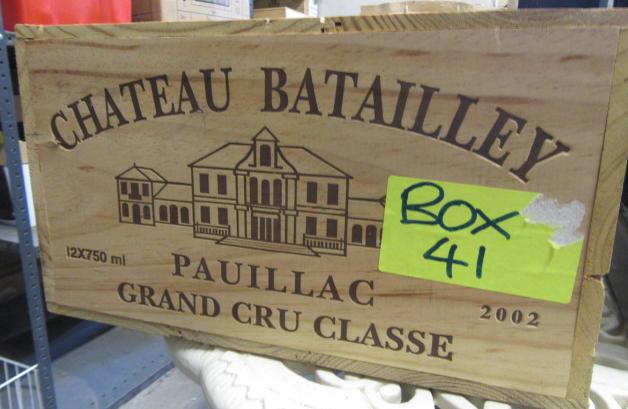 CHATEAU BATAILLEY
BOX
41
12X750 ml
PAUILLAC
GRAND CRU CLASSE
2002